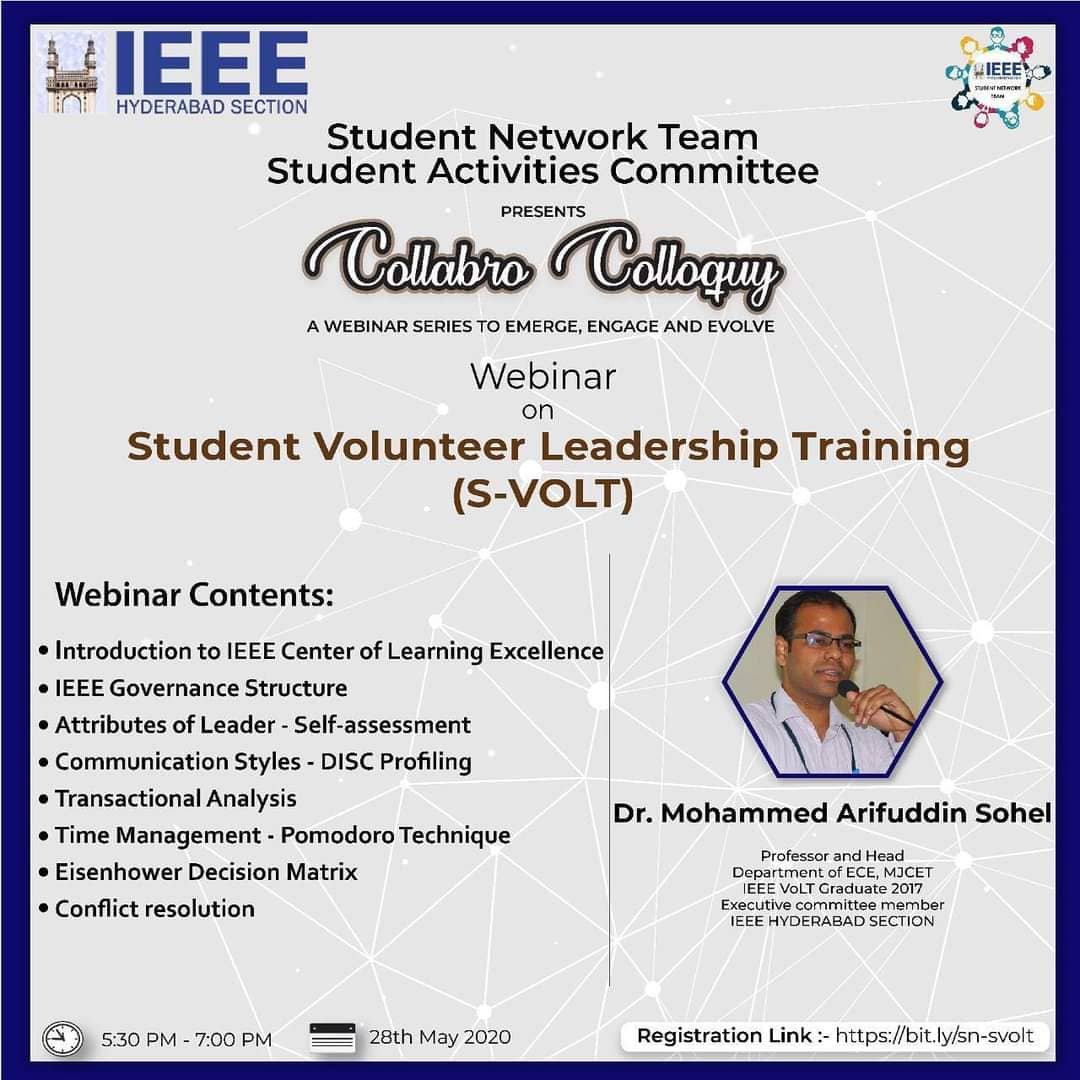 IEEE
HYDERABAD SECTION
IEEE
STUDENT NETWORK
TEAM
Student Network Team
Student Activities Committee
PRESENTS
Collabro Colloquy
A WEBINAR SERIES TO EMERGE, ENGAGE AND EVOLVE
Webinar
on
Student Volunteer Leadership Training
(S-VOLT)
Webinar Contents:
• Introduction to IEEE Center of Learning Excellence
• IEEE Governance Structure
• Attributes of Leader - Self-assessment
• Communication Styles - DISC Profiling
• Transactional Analysis
• Time Management - Pomodoro Technique
• Eisenhower Decision Matrix
• Conflict resolution
Dr. Mohammed Arifuddin Sohel
Professor and Head
Department of ECE, MJCET
IEEE VoLT Graduate 2017
Executive committee member
IEEE HYDERABAD SECTION
5:30 PM - 7:00 PM
28th May 2020
Registration Link :- https://bit.ly/sn-svolt